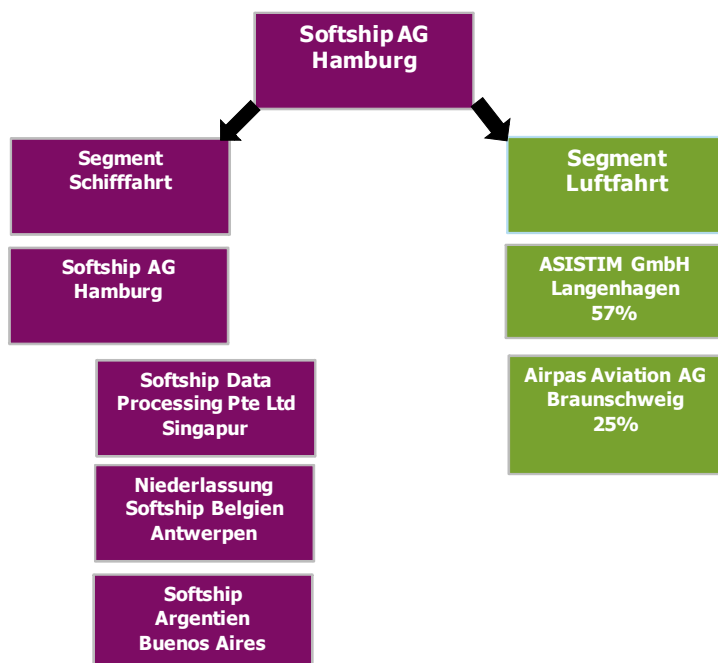 Softship AG
Hamburg
Segment
Schifffahrt
Softship AG
Hamburg
Softship Data
Processing Pte Ltd
Singapur
Niederlassung
Softship Belgien
Antwerpen
Softship
Argentien
Buenos Aires
Segment
Luftfahrt
ASISTIM GmbH
Langenhagen
57%
Airpas Aviation AG
Braunschweig
25%